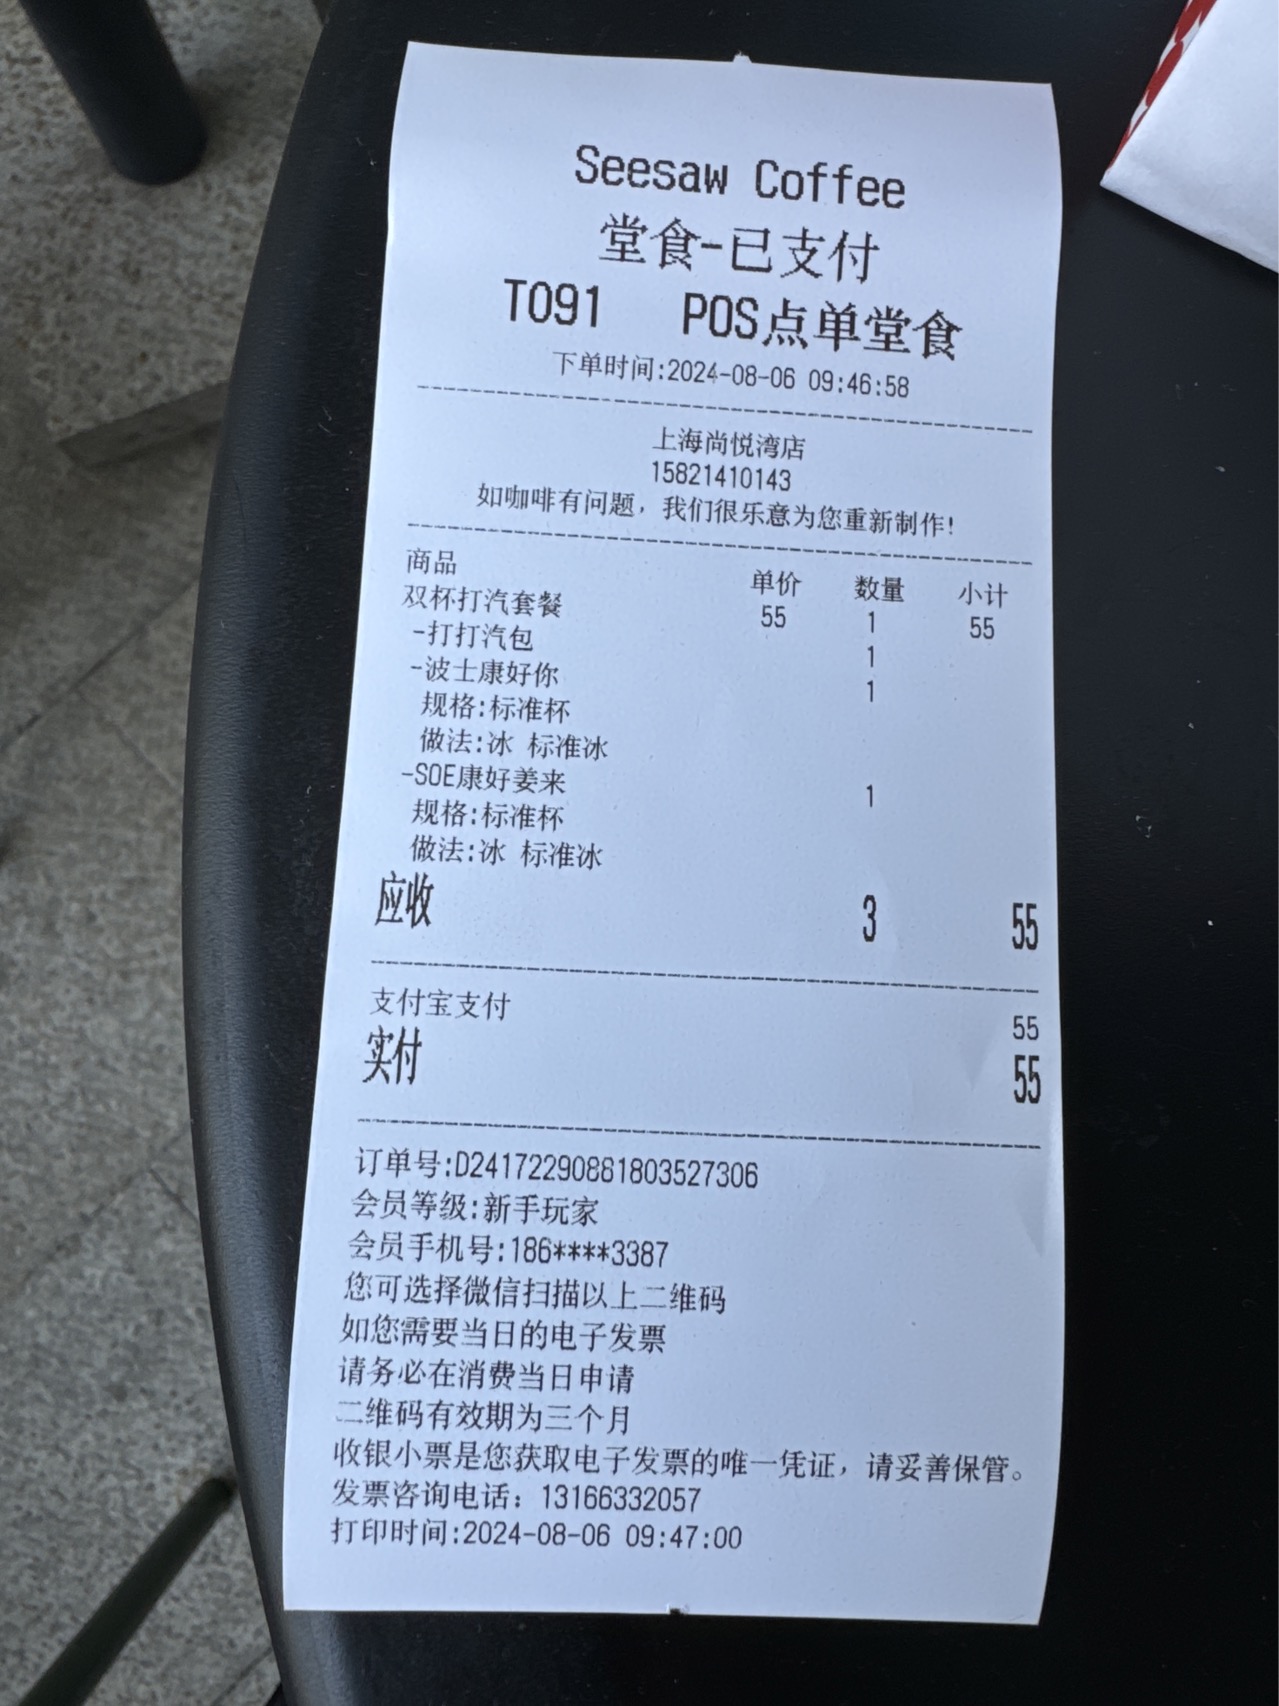 Seesaw Coffee
堂食-已支付
T091 POS点单堂食
下单时间:2024-08-06 09:46:58
上海尚悦湾店
15821410143
如咖啡有问题，我们很乐意为您重新制作!
商品 单价 数量 小计
双杯打汽套餐 55 1 55
-打打汽包 1
-波士康好你 1
规格:标准杯
做法:冰 标准冰
-SOE康好姜来 1
规格:标准杯
做法:冰 标准冰
应收 3 55
支付宝支付 55
实付 55
订单号:D24172290881803527306
会员等级:新手玩家
会员手机号:186****3387
您可选择微信扫描以上二维码
如您需要当日的电子发票
请务必在消费当日申请
二维码有效期为三个月
收银小票是您获取电子发票的唯一凭证，请妥善保管。
发票咨询电话：13166332057
打印时间:2024-08-06 09:47:00